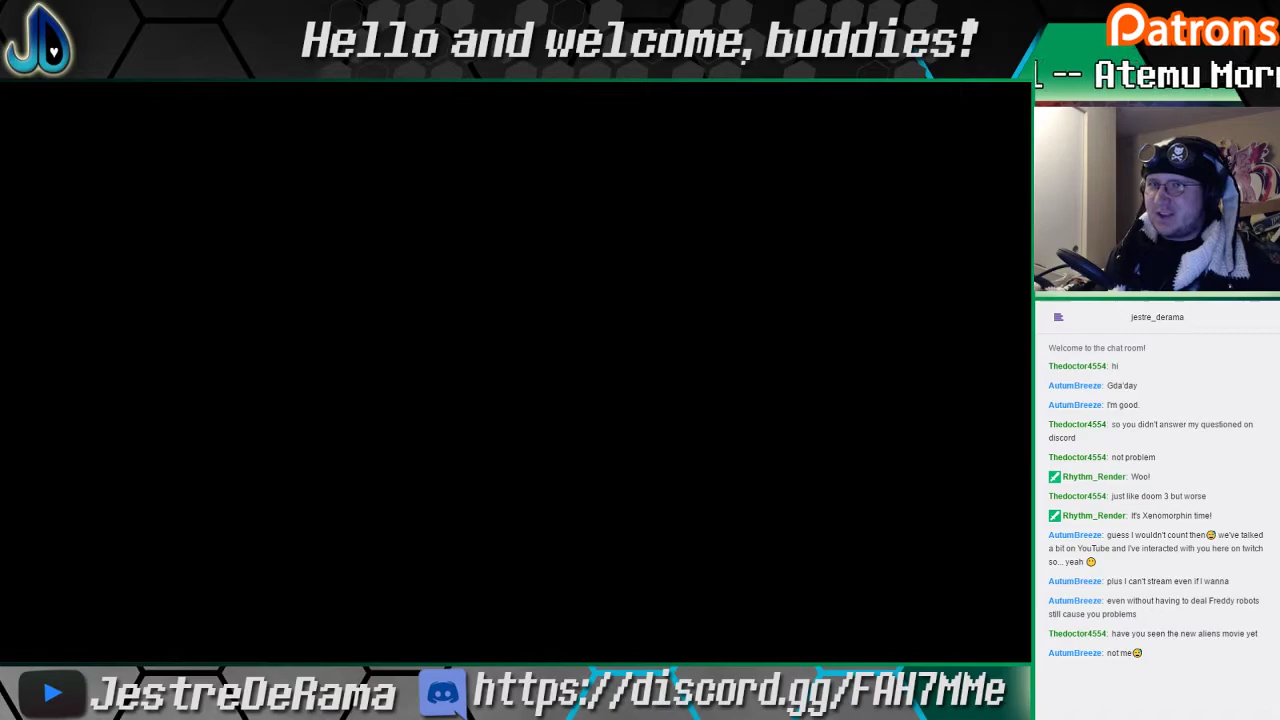 Hello and welcome, buddies!
Patrons
-- Atemu Mor
jestre_derama
Welcome to the chat room!
Thedoctor4554: hi
AutumBreeze: Gda'day
AutumBreeze: I'm good.
Thedoctor4554: so you didn't answer my questioned on
discord
Thedoctor4554: not problem
Rhythm_Render: Woo!
Thedoctor4554: just like doom 3 but worse
Rhythm_Render: It's Xenomorphin time!
AutumBreeze: guess I wouldn't count then😅 we've talked
a bit on YouTube and I've interacted with you here on twitch
so... yeah 😶
AutumBreeze: plus I can't stream even if I wanna
AutumBreeze: even without having to deal Freddy robots
still cause you problems
Thedoctor4554: have you seen the new aliens movie yet
AutumBreeze: not me😅
JestreDeRama
https://discord.gg/FAH7MMe